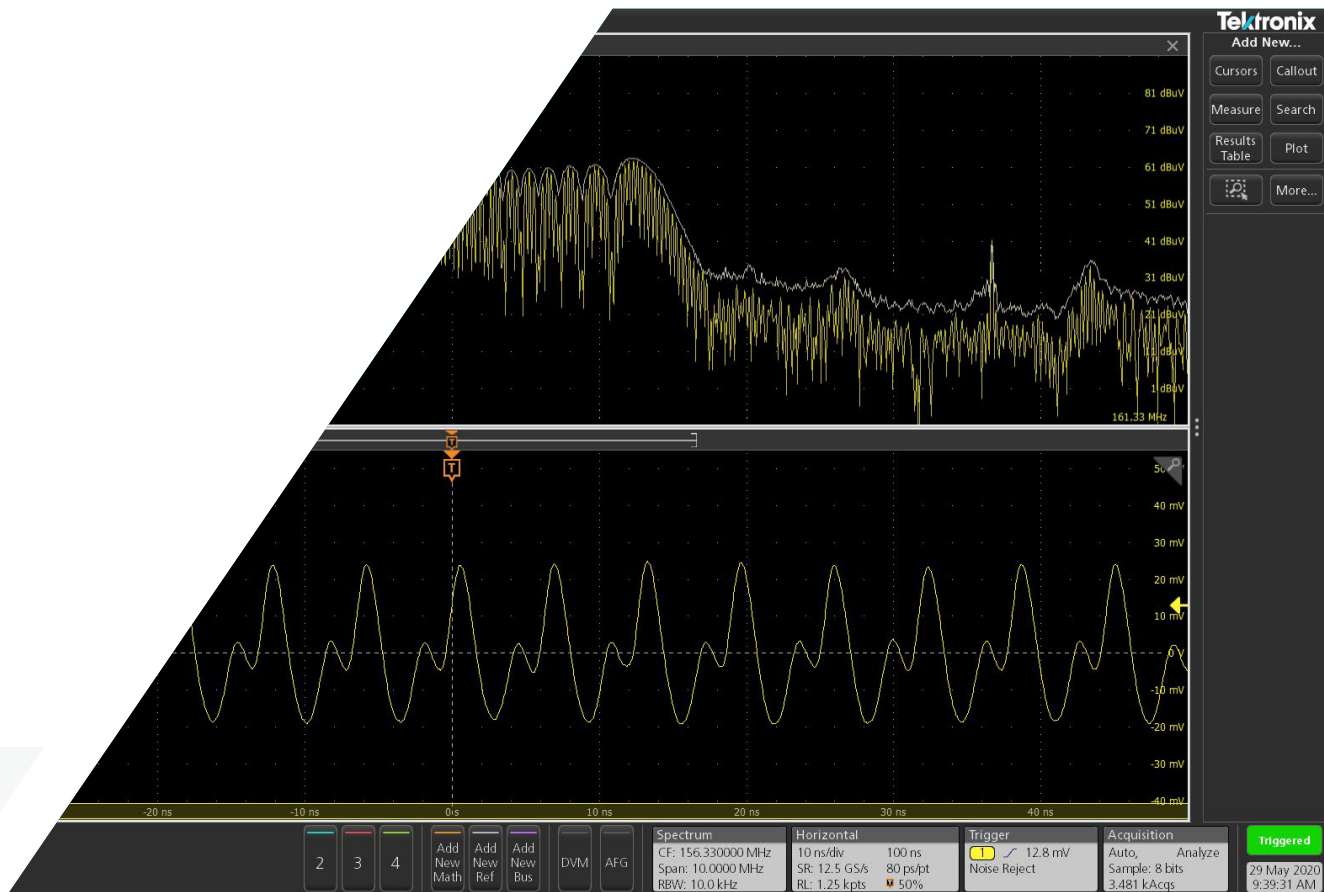 Tektronix
Add New...
Cursors
Callout
Measure
Search
Results
Table
Plot
More...
81 dBuV
71 dBuV
61 dBuV
51 dBuV
41 dBuV
31 dBuV
21 dBuV
11 dBuV
1 dBuV
161.33 MHz
T
T
40 mV
30 mV
20 mV
10 mV
0 V
-10 mV
-20 mV
-30 mV
-40 mV
-20 ns
-10 ns
0 s
10 ns
20 ns
30 ns
40 ns
2
3
4
Add
New
Math
Add
New
Ref
Add
New
Bus
DVM
AFG
Spectrum
CF: 156.330000 MHz
Span: 10.0000 MHz
RBW: 10.0 kHz
Horizontal
10 ns/div 100 ns
SR: 12.5 GS/s 80 ps/pt
RL: 1.25 kpts 50%
Trigger
1 12.8 mV
Noise Reject
Acquisition
Auto, Analyze
Sample: 8 bits
3.481 kAcqs
Triggered
29 May 2020
9:39:31 AM